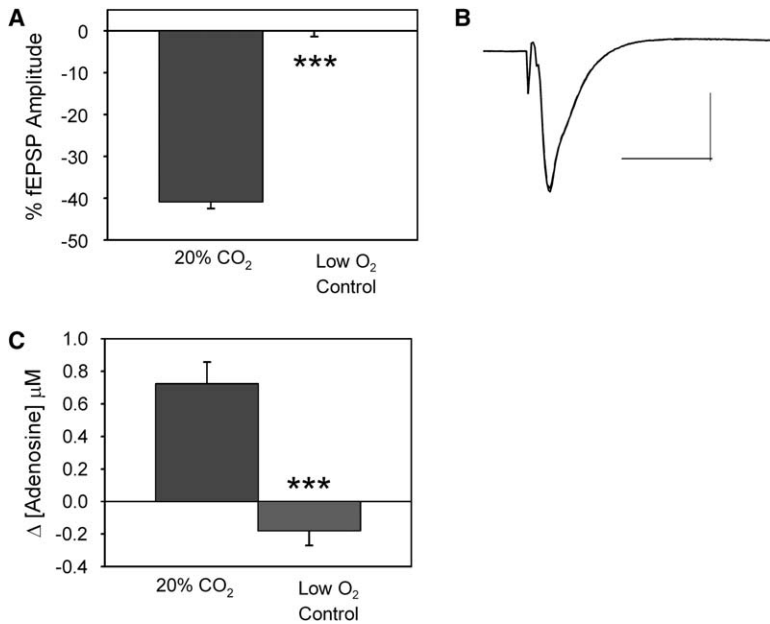 A
% fEPSP Amplitude
0
-10
-20
-30
-40
-50
***
20% CO₂
Low O₂
Control
B
C
Δ [Adenosine] μM
1.0
0.8
0.6
0.4
0.2
0.0
-0.2
-0.4
***
20% CO₂
Low O₂
Control